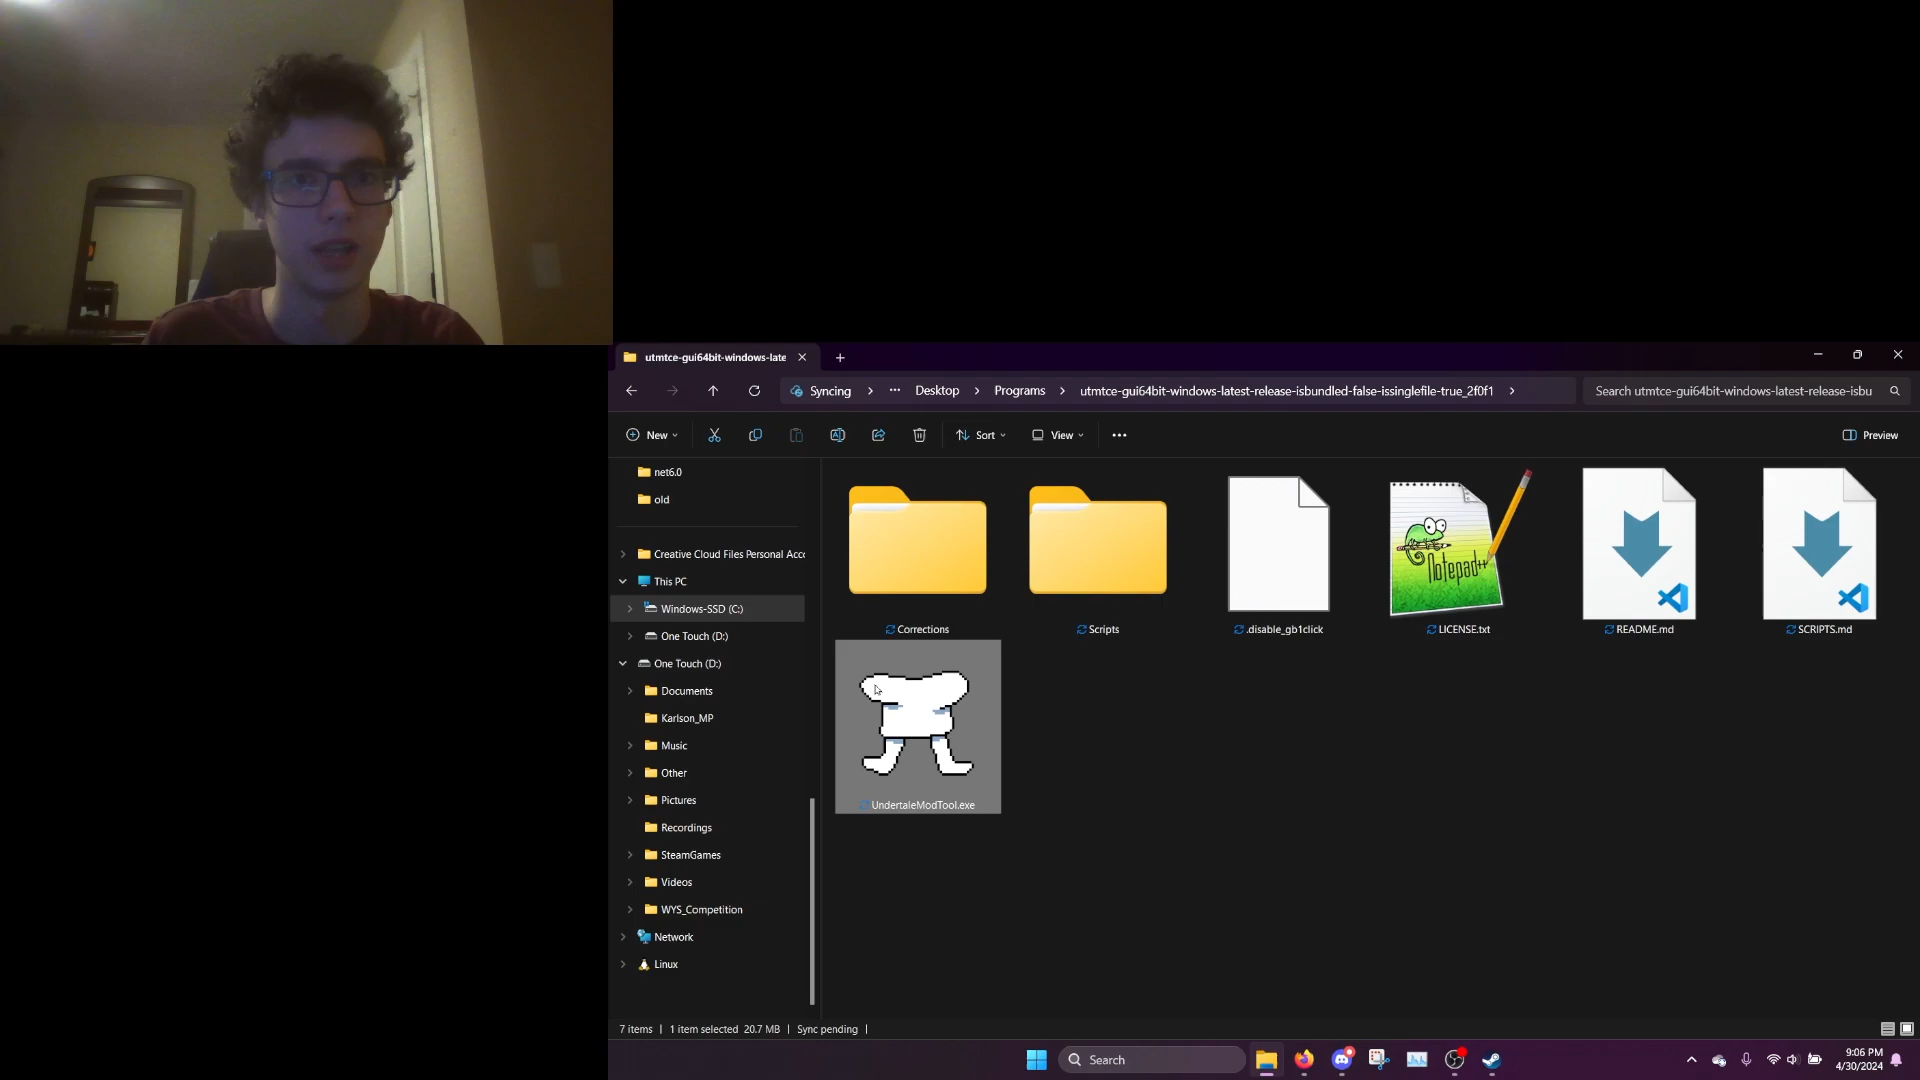 utmtce-gui64bit-windows-late
Syncing
Desktop
Programs
utmtce-gui64bit-windows-latest-release-isbundled-false-issinglefile-true_2f0f1
Search utmtce-gui64bit-windows-latest-release-isbu
New
Sort
View
Preview
net6.0
old
Creative Cloud Files Personal Acco
This PC
Windows-SSD (C:)
One Touch (D:)
One Touch (D:)
Documents
Karlson_MP
Music
Other
Pictures
Recordings
SteamGames
Videos
WYS_Competition
Network
Linux
Corrections
Scripts
.disable_gb1click
Notepad++
LICENSE.txt
README.md
SCRIPTS.md
UndertaleModTool.exe
7 items
1 item selected 20.7 MB
Sync pending
Search
9:06 PM
4/30/2024